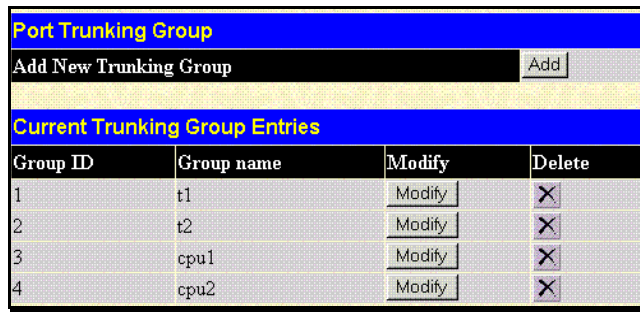 Port Trunking Group
Add New Trunking Group Add
Current Trunking Group Entries
Group ID Group name Modify Delete
1 t1 Modify
2 t2 Modify
3 cpu1 Modify
4 cpu2 Modify